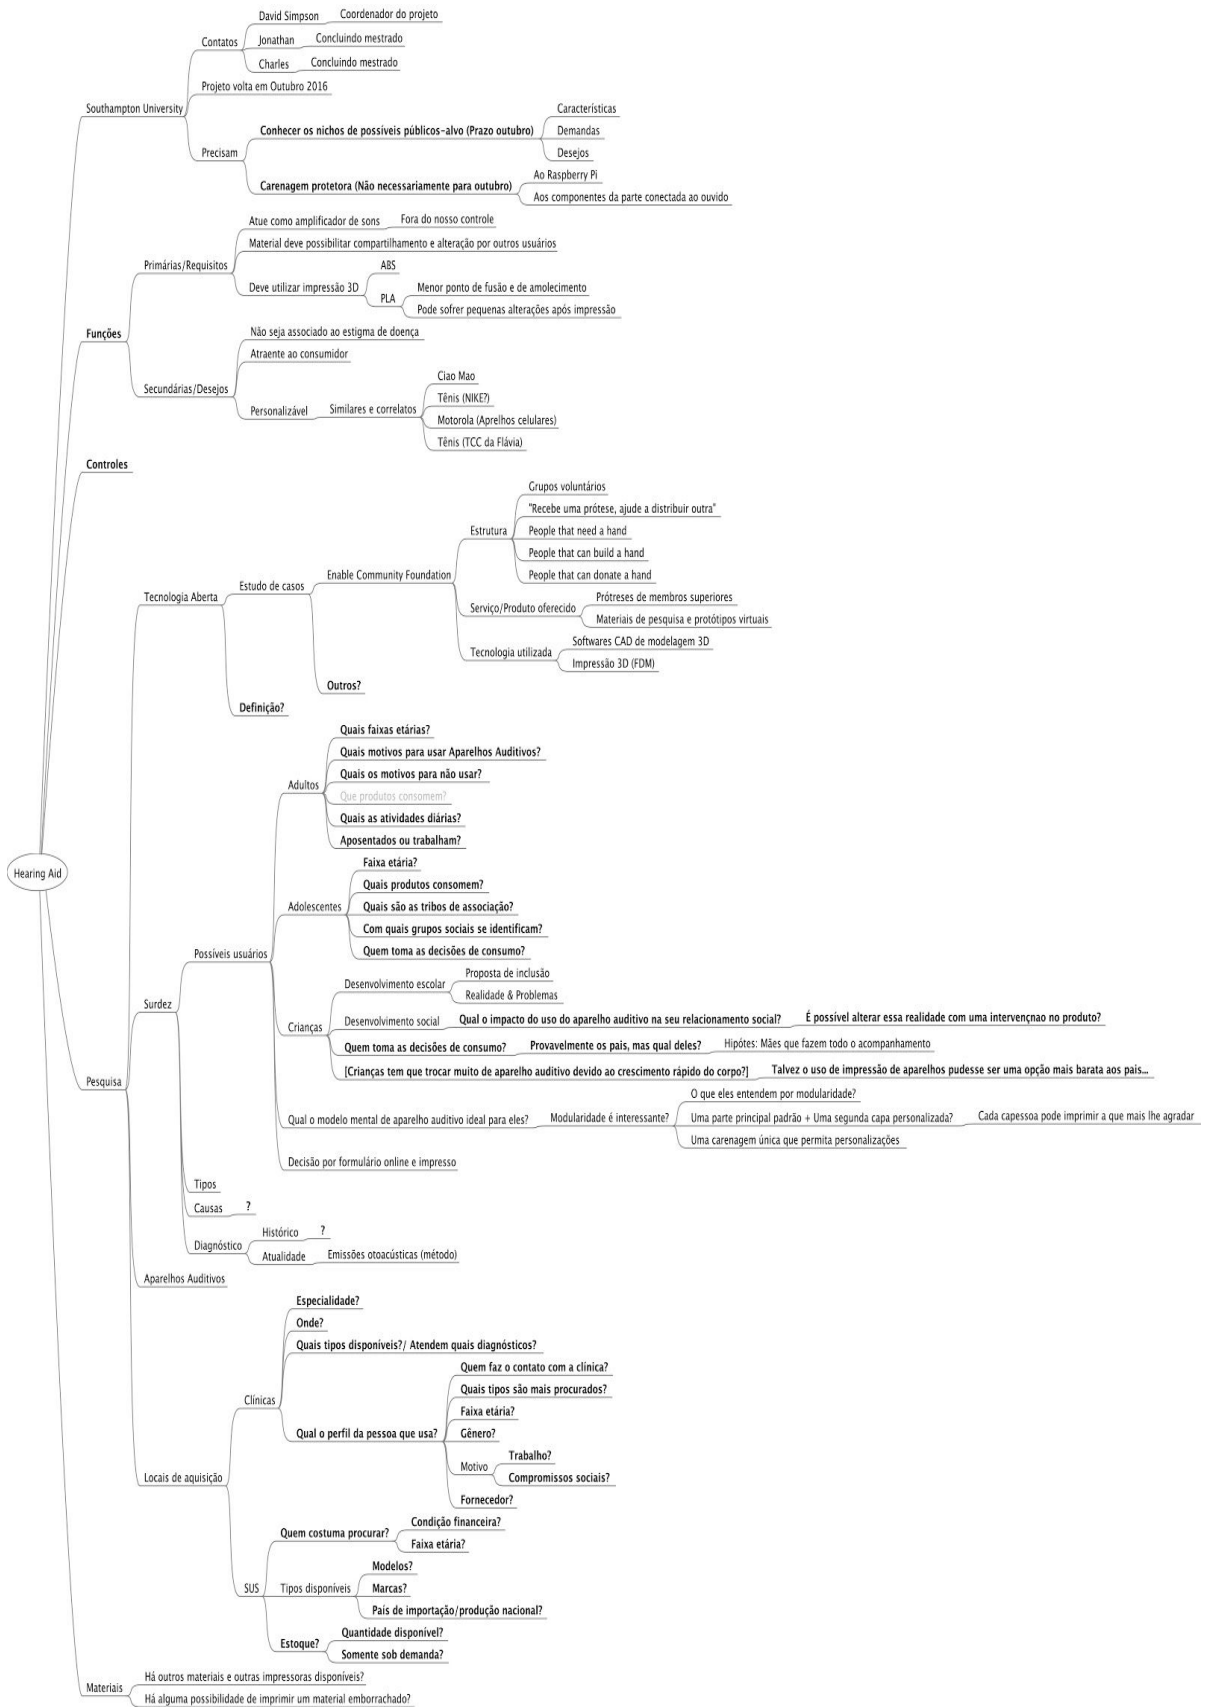 David Simpson
Coordenador do projeto
Contatos
Jonathan
Concluindo mestrado
Charles
Concluindo mestrado
Projeto volta em Outubro 2016
Southampton University
Características
Conhecer os nichos de possíveis públicos-alvo (Prazo outubro)
Demandas
Desejos
Precisam
Ao Raspberry Pi
Carenagem protetora (Não necessariamente para outubro)
Aos componentes da parte conectada ao ouvido
Atue como amplificador de sons
Fora do nosso controle
Material deve possibilitar compartilhamento e alteração por outros usuários
Primárias/Requisitos
ABS
Deve utilizar impressão 3D
Menor ponto de fusão e de amolecimento
PLA
Pode sofrer pequenas alterações após impressão
Funções
Não seja associado ao estigma de doença
Atraente ao consumidor
Secundárias/Desejos
Ciao Mao
Tênis (NIKE?)
Personalizável
Similares e correlatos
Motorola (Aprelhos celulares)
Tênis (TCC da Flávia)
Controles
Grupos voluntários
"Recebe uma prótese, ajude a distribuir outra"
Estrutura
People that need a hand
People that can build a hand
People that can donate a hand
Enable Community Foundation
Estudo de casos
Tecnologia Aberta
Serviço/Produto oferecido
Prótreses de membros superiores
Materiais de pesquisa e protótipos virtuais
Softwares CAD de modelagem 3D
Tecnologia utilizada
Impressão 3D (FDM)
Outros?
Definição?
Quais faixas etárias?
Quais motivos para usar Aparelhos Auditivos?
Quais os motivos para não usar?
Adultos
Que produtos consomem?
Quais as atividades diárias?
Aposentados ou trabalham?
Hearing Aid
Faixa etária?
Quais produtos consomem?
Adolescentes
Quais são as tribos de associação?
Com quais grupos sociais se identificam?
Quem toma as decisões de consumo?
Possíveis usuários
Proposta de inclusão
Desenvolvimento escolar
Realidade & Problemas
Surdez
Desenvolvimento social
Qual o impacto do uso do aparelho auditivo na seu relacionamento social?
É possível alterar essa realidade com uma intervençnao no produto?
Crianças
Quem toma as decisões de consumo?
Provavelmente os pais, mas qual deles?
Hipótes: Mães que fazem todo o acompanhamento
[Crianças tem que trocar muito de aparelho auditivo devido ao crescimento rápido do corpo?]
Talvez o uso de impressão de aparelhos pudesse ser uma opção mais barata aos pais...
Pesquisa
O que eles entendem por modularidade?
Qual o modelo mental de aparelho auditivo ideal para eles?
Modularidade é interessante?
Uma parte principal padrão + Uma segunda capa personalizada?
Cada capessoa pode imprimir a que mais lhe agradar
Uma carenagem única que permita personalizações
Decisão por formulário online e impresso
Tipos
Causas
?
Histórico
?
Diagnóstico
Atualidade
Emissões otoacústicas (método)
Aparelhos Auditivos
Especialidade?
Onde?
Quais tipos disponíveis?/ Atendem quais diagnósticos?
Quem faz o contato com a clínica?
Quais tipos são mais procurados?
Clínicas
Faixa etária?
Qual o perfil da pessoa que usa?
Gênero?
Trabalho?
Motivo
Compromissos sociais?
Locais de aquisição
Fornecedor?
Condição financeira?
Quem costuma procurar?
Faixa etária?
Modelos?
SUS
Tipos disponíveis
Marcas?
País de importação/produção nacional?
Quantidade disponível?
Estoque?
Somente sob demanda?
Há outros materiais e outras impressoras disponíveis?
Materiais
Há alguma possibilidade de imprimir um material emborrachado?